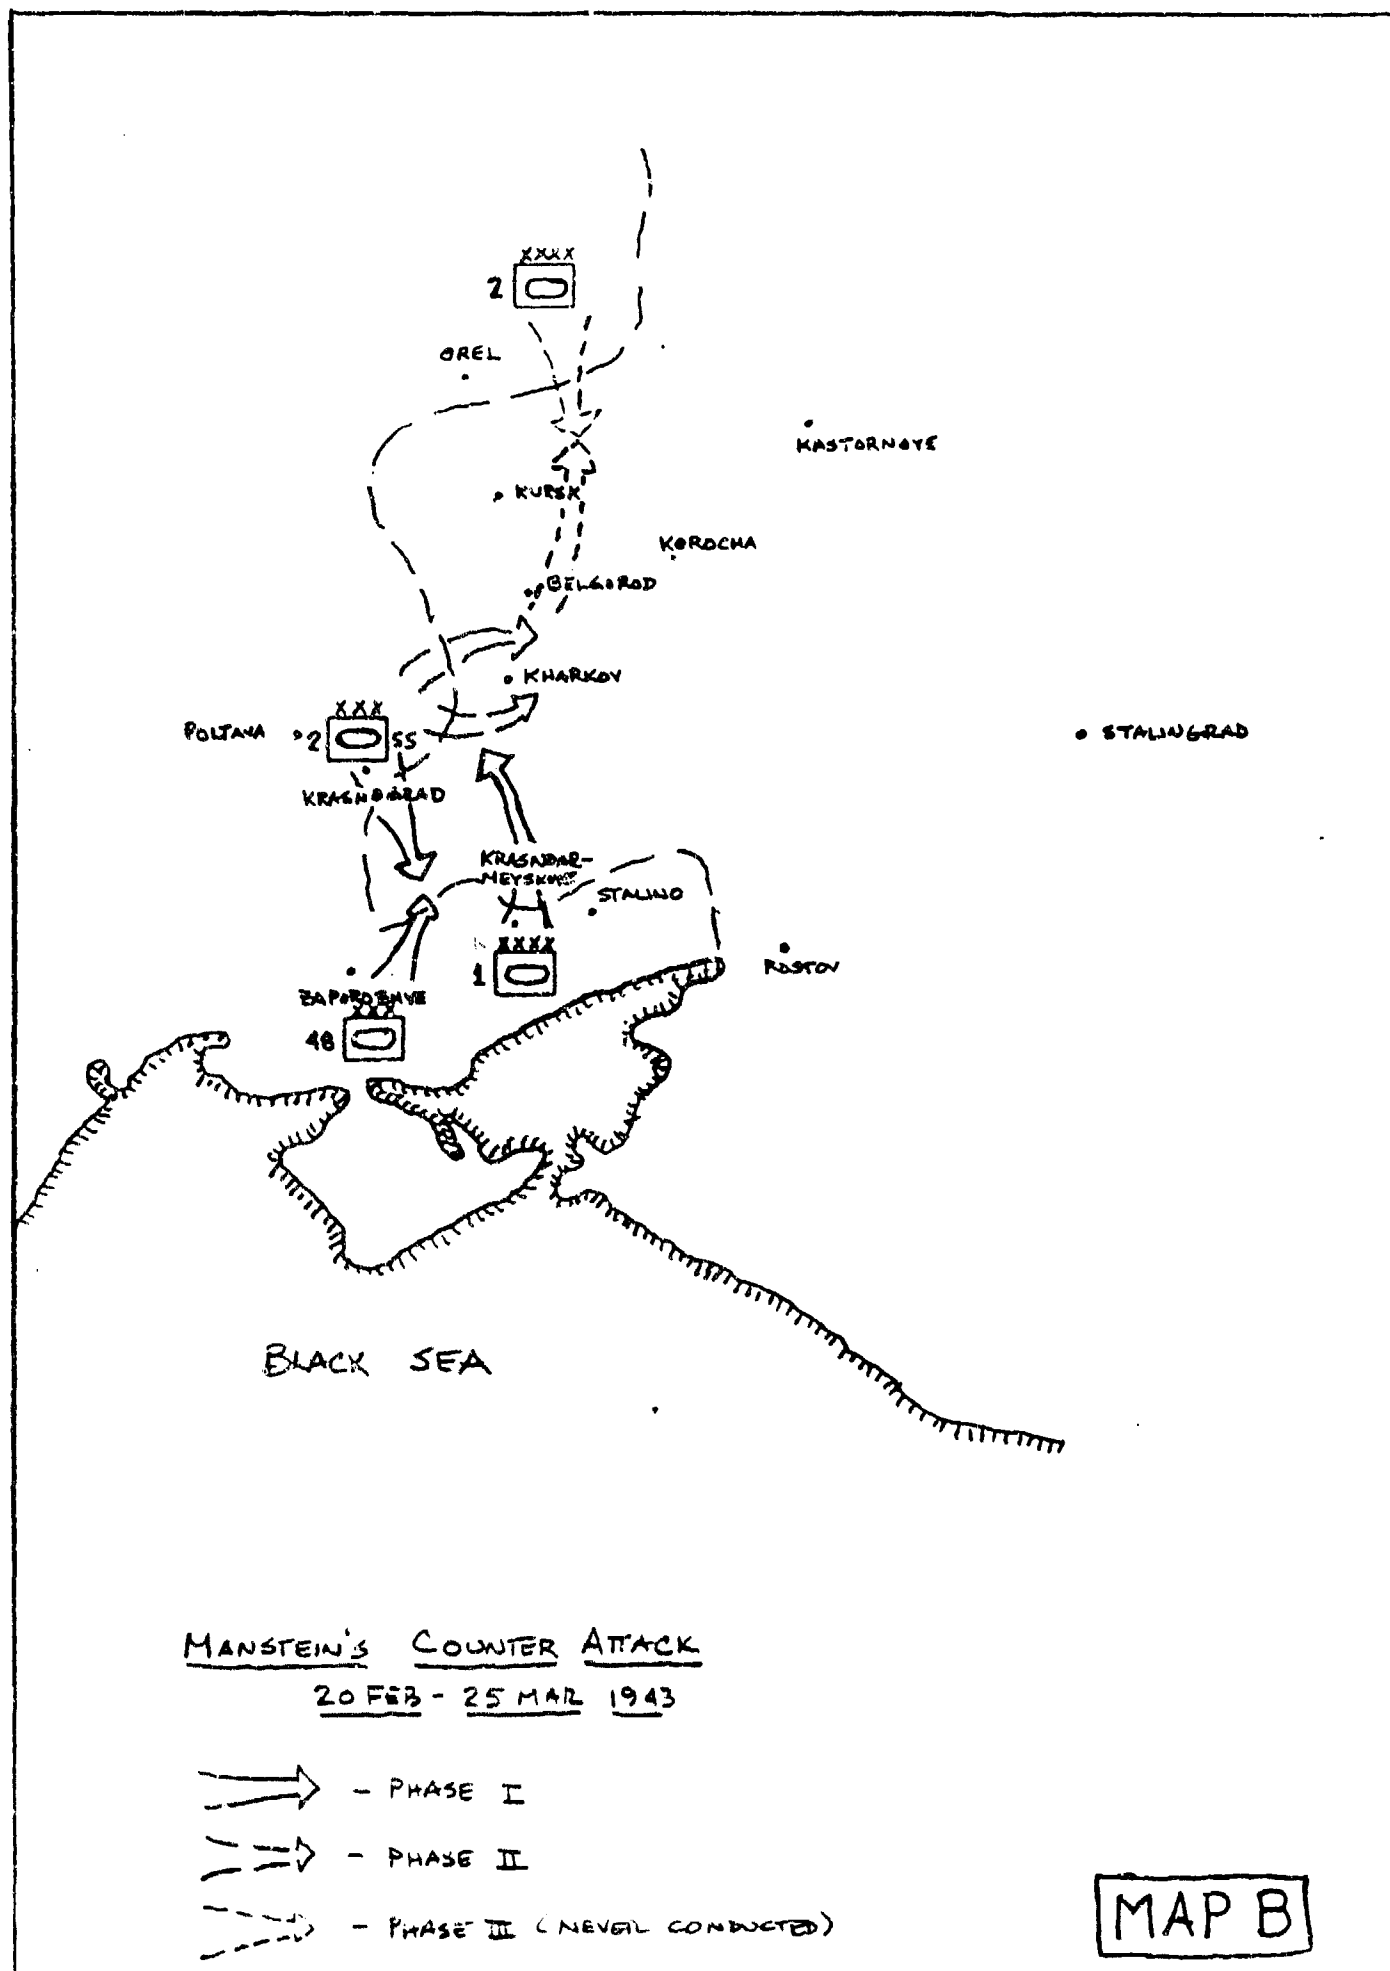 XXXX
2
OREL
KASTORNOYE
KURSK
KOROCHA
BELGOROD
KHARKOV
POLTAVA
XXX
2 SS
STALINGRAD
KRASNOGRAD
KRASNOAR-
MEYSKOYE
STALINO
XXXX
1
ROSTOV
ZAPOROZHYE
XXX
48
BLACK SEA
MANSTEIN'S COUNTER ATTACK
20 FEB - 25 MAR 1943
- PHASE I
- PHASE II
- PHASE III (NEVER CONDUCTED)
MAP B